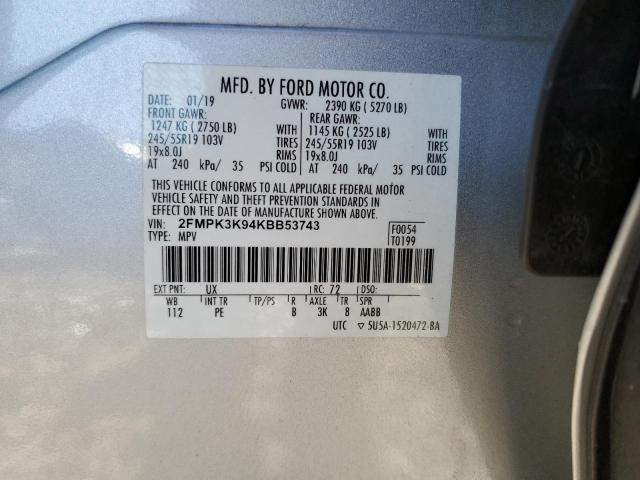 MFD. BY FORD MOTOR CO.
DATE: 01/19 GVWR: 2390 KG ( 5270 LB)
FRONT GAWR: REAR GAWR:
1247 KG ( 2750 LB) WITH 1145 KG ( 2525 LB) WITH
245/55R19 103V TIRES 245/55R19 103V TIRES
19x8.0J RIMS 19x8.0J RIMS
AT 240 kPa/ 35 PSI COLD AT 240 kPa/ 35 PSI COLD
THIS VEHICLE CONFORMS TO ALL APPLICABLE FEDERAL MOTOR
VEHICLE SAFETY AND THEFT PREVENTION STANDARDS IN
EFFECT ON THE DATE OF MANUFACTURE SHOWN ABOVE.
VIN: 2FMPK3K94KBB53743 F0054
TYPE: MPV T0199
EXT PNT: UX RC: 72 DSO:
WB INT TR TP/PS R AXLE TR SPR
112 PE B 3K 8 AABB
UTC ▽5U5A-1520472-BA